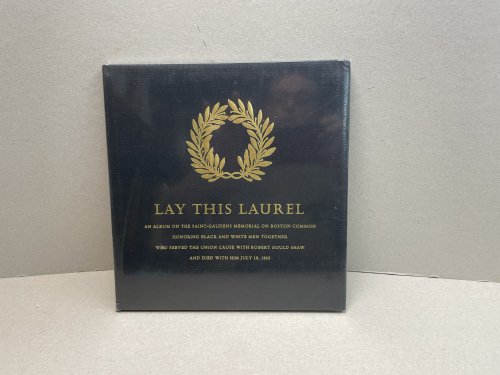 LAY THIS LAUREL
AN ALBUM ON THE SAINT-GAUDENS MEMORIAL ON BOSTON COMMON
HONORING BLACK AND WHITE MEN TOGETHER
WHO SERVED THE UNION CAUSE WITH ROBERT GOULD SHAW
AND DIED WITH HIM JULY 18, 1863